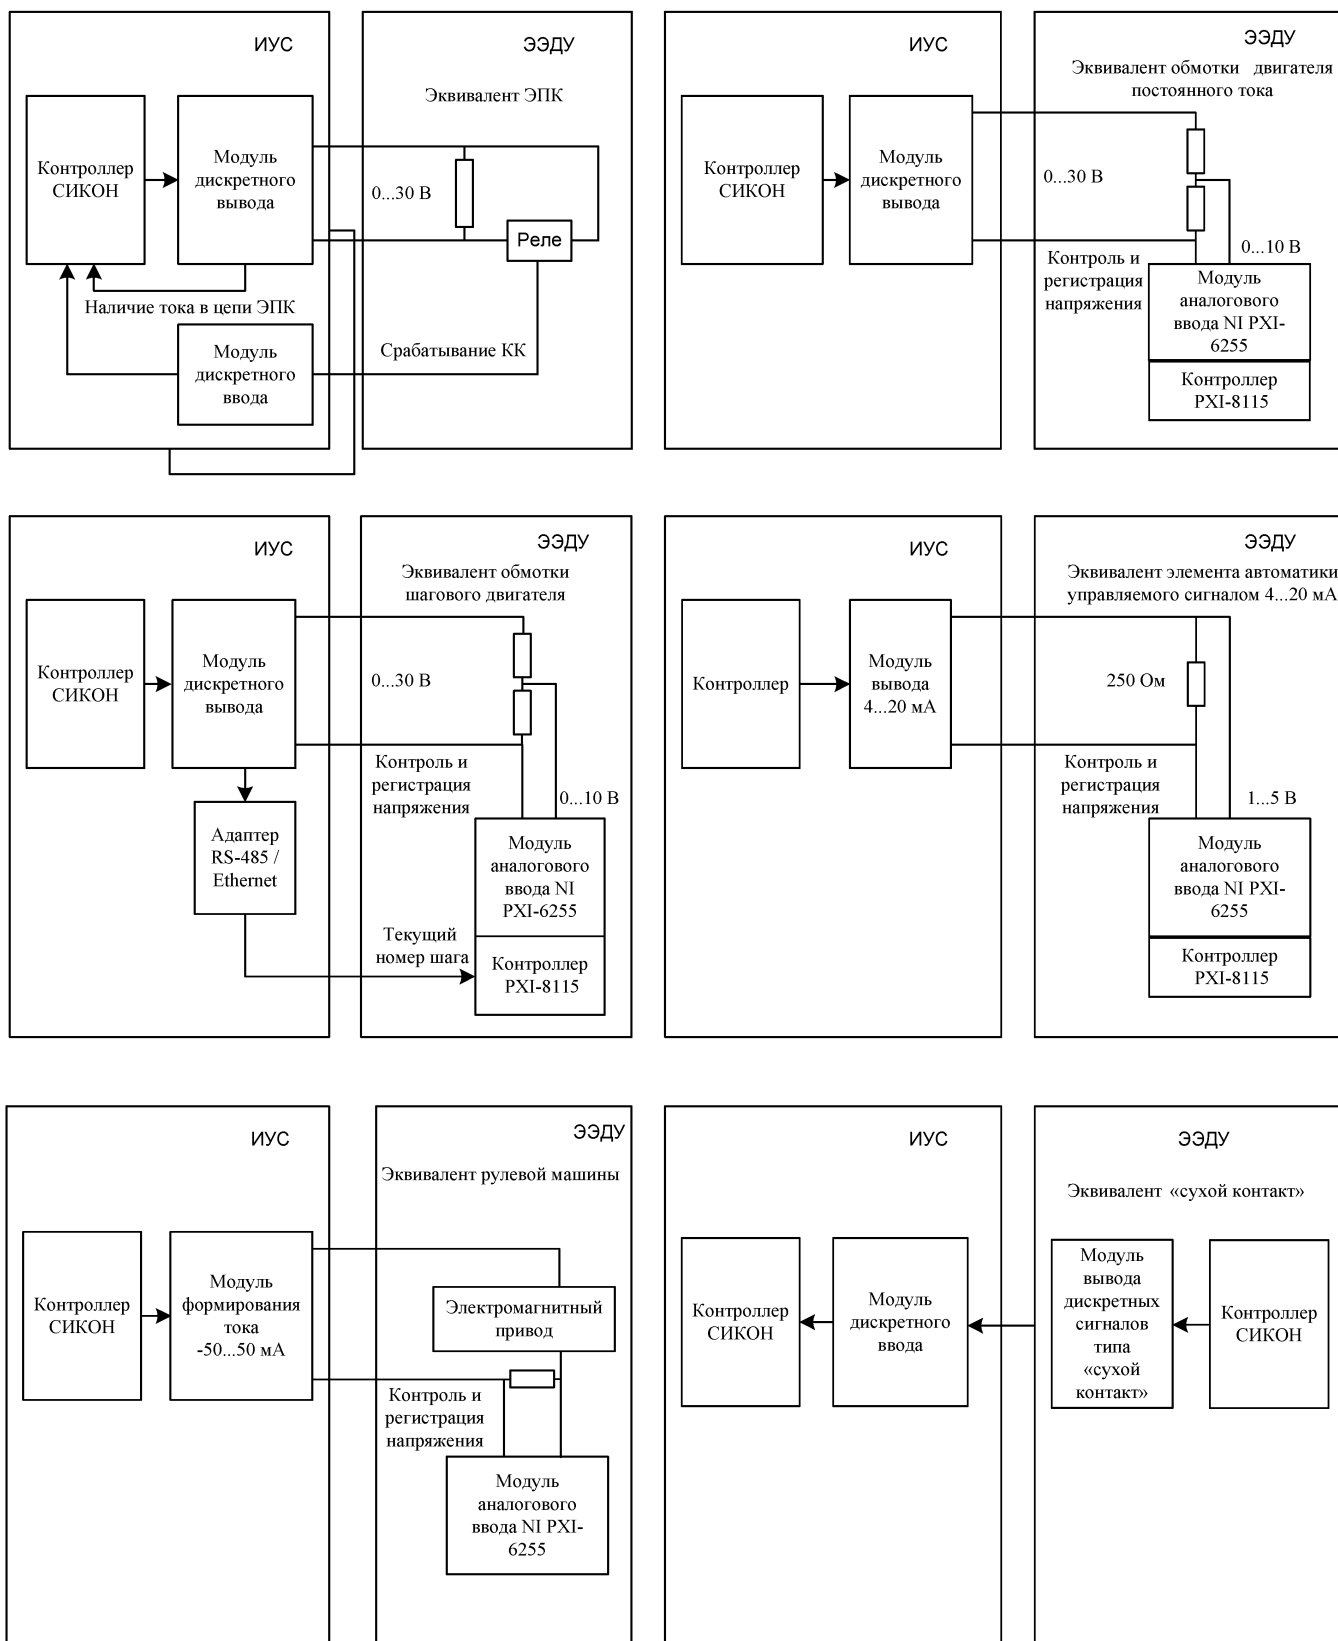 ИУС
ЭЭДУ
Эквивалент ЭПК
Контроллер
СИКОН
Модуль
дискретного
вывода
0...30 В
Реле
Наличие тока в цепи ЭПК
Модуль
дискретного
ввода
Срабатывание КК
ИУС
ЭЭДУ
Эквивалент обмотки двигателя
постоянного тока
Контроллер
СИКОН
Модуль
дискретного
вывода
0...30 В
0...10 В
Контроль и
регистрация
напряжения
Модуль
аналогового
ввода NI PXI-
6255
Контроллер
PXI-8115
ИУС
ЭЭДУ
Эквивалент обмотки
шагового двигателя
Контроллер
СИКОН
Модуль
дискретного
вывода
0...30 В
Контроль и
регистрация
напряжения
0...10 В
Адаптер
RS-485 /
Ethernet
Модуль
аналогового
ввода NI
PXI-6255
Текущий
номер шага
Контроллер
PXI-8115
ИУС
ЭЭДУ
Эквивалент элемента автоматики
управляемого сигналом 4...20 мА
Контроллер
Модуль
вывода
4...20 мА
250 Ом
Контроль и
регистрация
напряжения
1...5 В
Модуль
аналогового
ввода NI PXI-
6255
Контроллер
PXI-8115
ИУС
ЭЭДУ
Эквивалент рулевой машины
Контроллер
СИКОН
Модуль
формирования
тока
-50...50 мА
Электромагнитный
привод
Контроль и
регистрация
напряжения
Модуль
аналогового
ввода NI PXI-
6255
ИУС
ЭЭДУ
Эквивалент «сухой контакт»
Контроллер
СИКОН
Модуль
дискретного
ввода
Модуль
вывода
дискретных
сигналов
типа
«сухой
контакт»
Контроллер
СИКОН